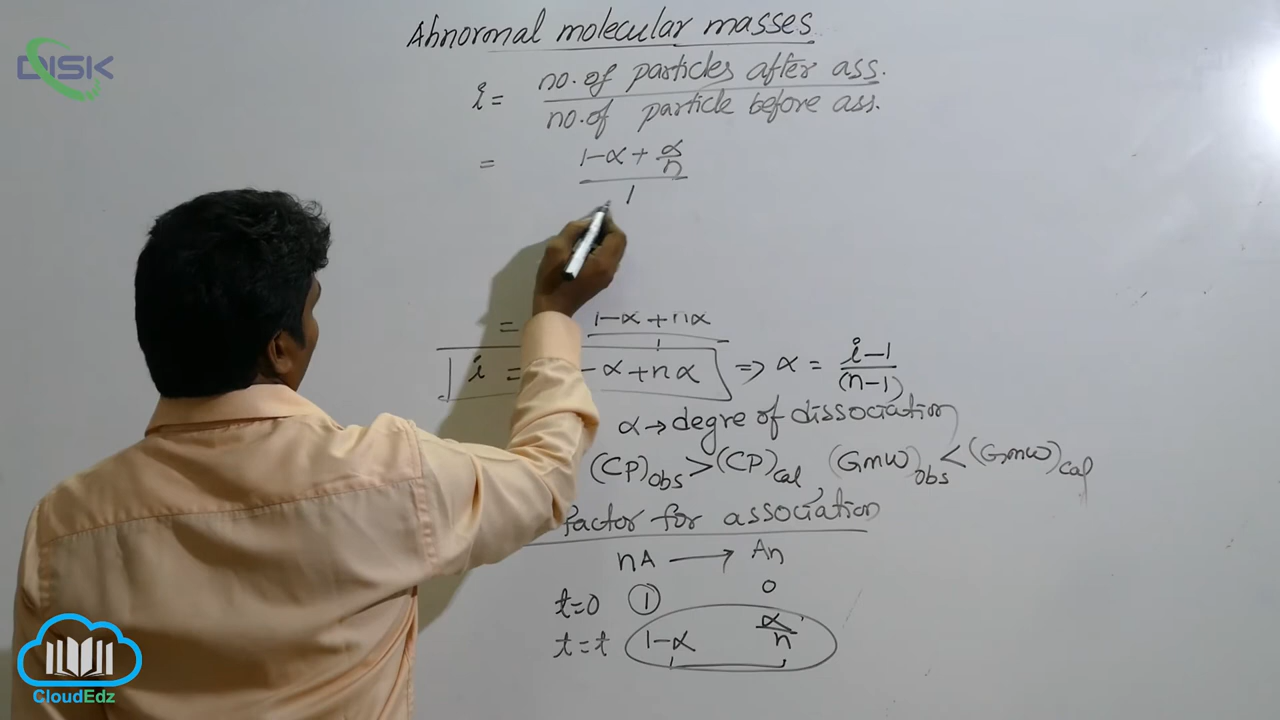 Abnormal molecular masses
DISK
i = no. of particles after ass.
no. of particle before ass.
= 1-α + α/n
1
= 1-α + nα
1
i = -α + nα => α = i-1/(n-1)
α → degre of dissociation
(CP)obs > (CP)cal, (GMW)obs < (GMW)cal
factor for association
nA → An
t=0 1 0
t=t 1-α α/n
CloudEdz